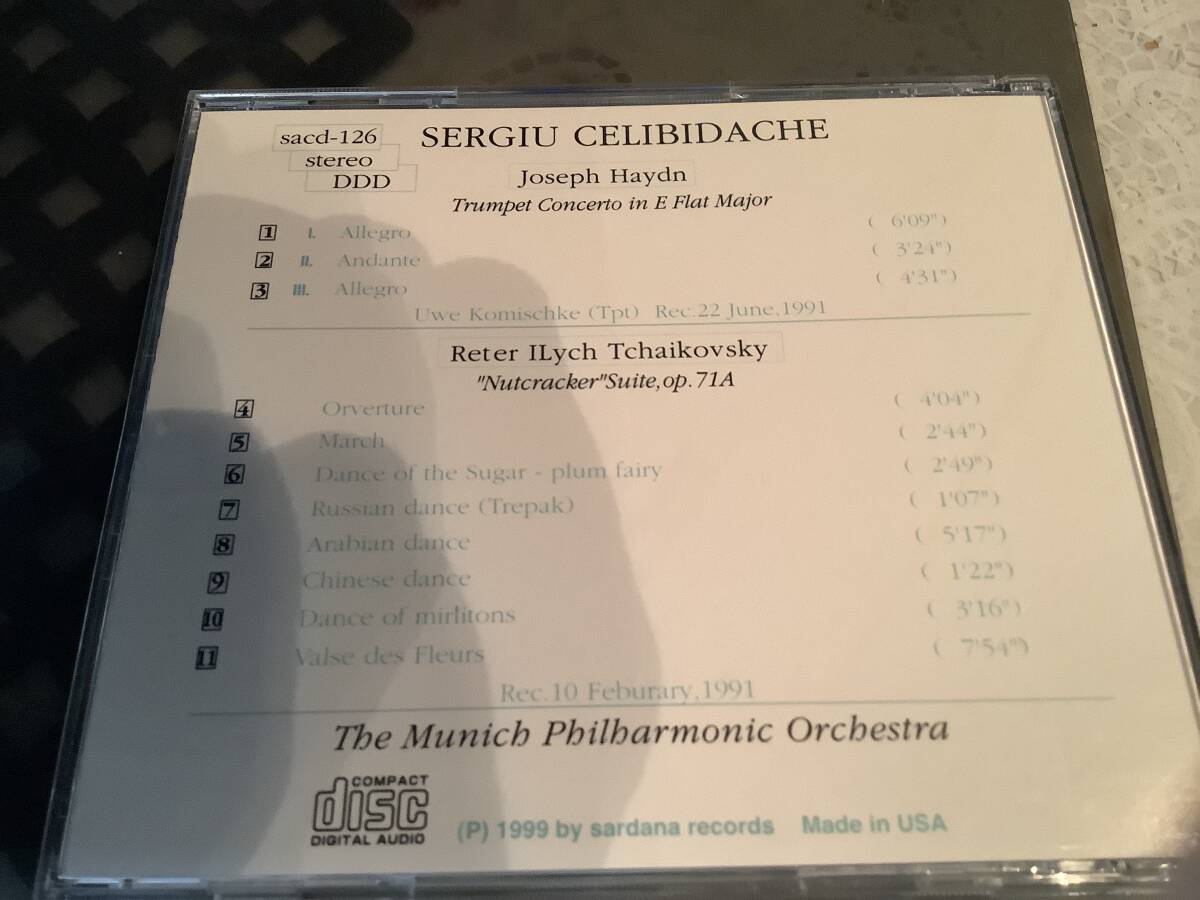 sacd-126
stereo
DDD
SERGIU CELIBIDACHE
Joseph Haydn
Trumpet Concerto in E Flat Major
1 I. Allegro ( 6'09")
2 II. Andante ( 3'24")
3 III. Allegro ( 4'31")
Uwe Komischke (Tpt) Rec.22 June,1991
Reter ILych Tchaikovsky
"Nutcracker"Suite,op.71A
4 Orverture ( 4'04")
5 March ( 2'44")
6 Dance of the Sugar - plum fairy ( 2'49")
7 Russian dance (Trepak) ( 1'07")
8 Arabian dance ( 5'17")
9 Chinese dance ( 1'22")
10 Dance of mirlitons ( 3'16")
11 Valse des Fleurs ( 7'54")
Rec.10 Feburary,1991
The Munich Philharmonic Orchestra
COMPACT
disc
DIGITAL AUDIO
(P) 1999 by sardana records Made in USA